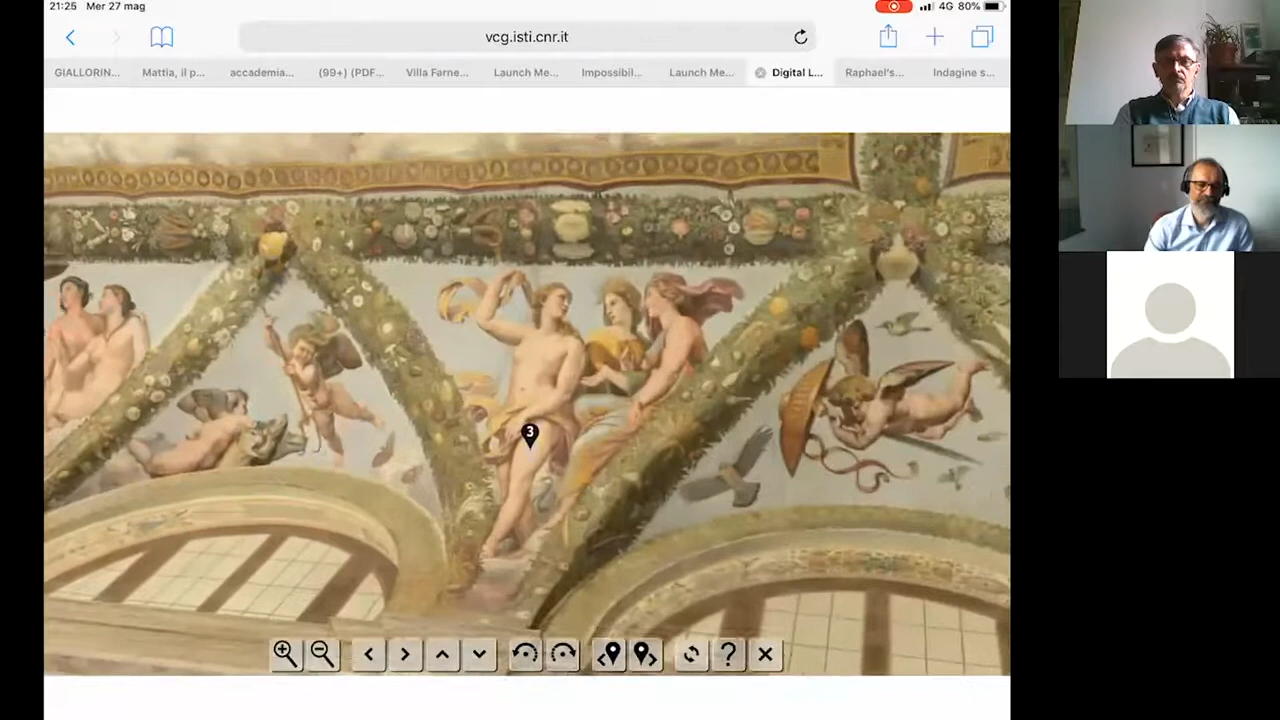 21:25 Mer 27 mag
4G 80%
vcg.isti.cnr.it
GIALLORIN... Mattia, il p... accademia... (99+) (PDF... Villa Farne... Launch Me... Impossibil... Launch Me... Digital L... Raphael's... Indagine s...
3
?